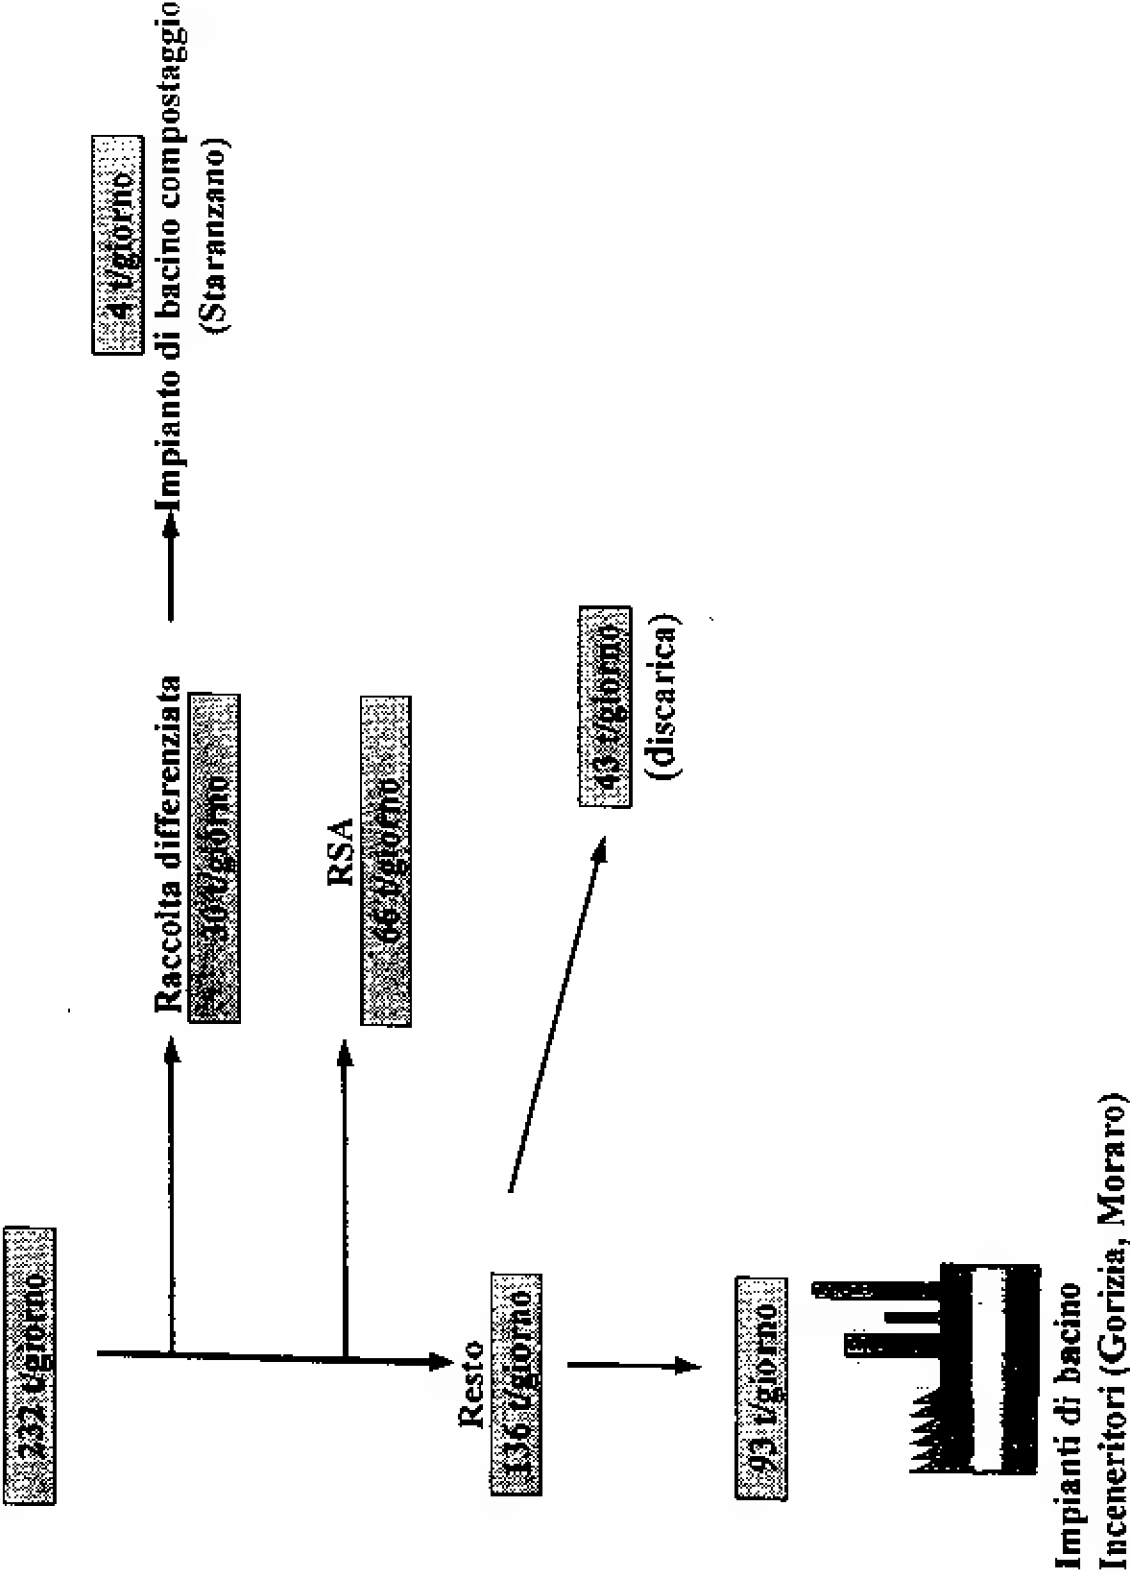 232 t/giorno
Raccolta differenziata
30 t/giorno
Impianto di bacino compostaggio
4 t/giorno
(Staranzano)
RSA
66 t/giorno
Resto
136 t/giorno
43 t/giorno
(discarica)
93 t/giorno
Impianti di bacino
Inceneritori (Gorizia, Moraro)